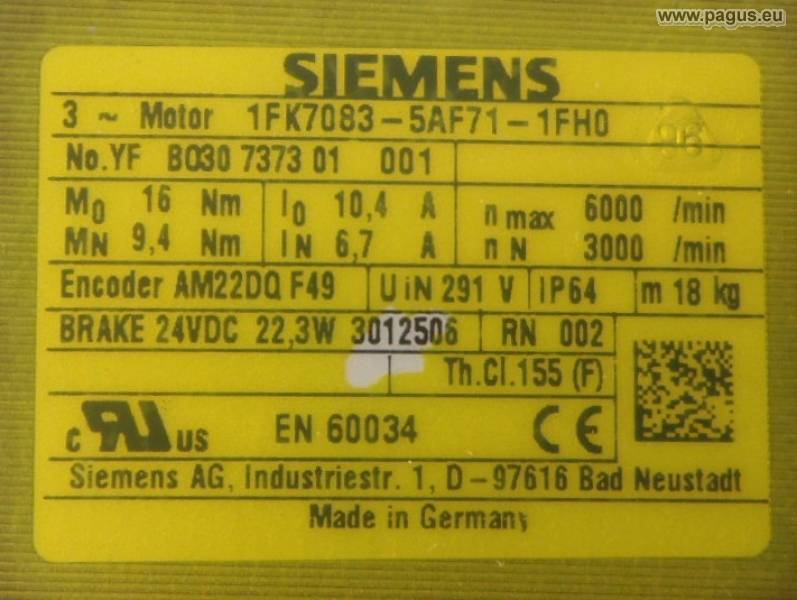 www.pagus.eu
SIEMENS
3 ~ Motor 1FK7083-5AF71-1FH0
No.YF B030 7373 01 001
M0 16 Nm I0 10,4 A n max 6000 /min
MN 9,4 Nm IN 6,7 A n N 3000 /min
Encoder AM22DQ F49 U iN 291 V IP64 m 18 kg
BRAKE 24VDC 22,3W 3012506 RN 002
Th.Cl.155 (F)
c RU US EN 60034 CE
Siemens AG, Industriestr. 1, D-97616 Bad Neustadt
Made in Germany